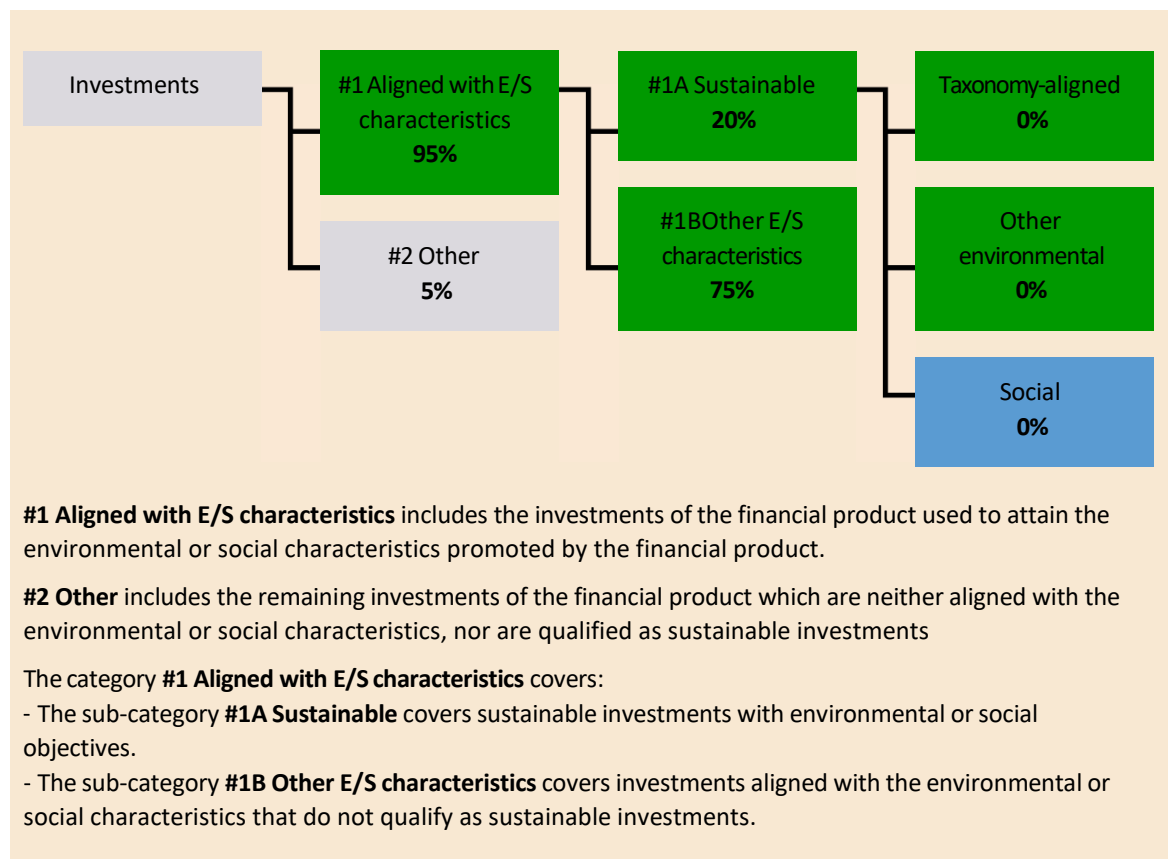 Investments
#1 Aligned with E/S
characteristics
95%
#2 Other
5%
#1A Sustainable
20%
#1BOther E/S
characteristics
75%
Taxonomy-aligned
0%
Other
environmental
0%
Social
0%
#1 Aligned with E/S characteristics includes the investments of the financial product used to attain the
environmental or social characteristics promoted by the financial product.
#2 Other includes the remaining investments of the financial product which are neither aligned with the
environmental or social characteristics, nor are qualified as sustainable investments
The category #1 Aligned with E/S characteristics covers:
- The sub-category #1A Sustainable covers sustainable investments with environmental or social
objectives.
- The sub-category #1B Other E/S characteristics covers investments aligned with the environmental or
social characteristics that do not qualify as sustainable investments.